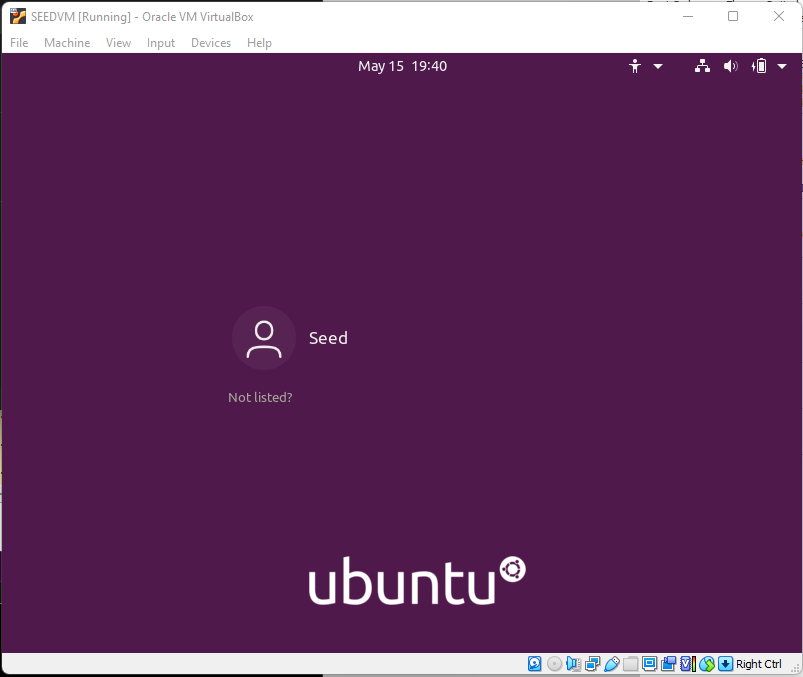 SEEDVM [Running] - Oracle VM VirtualBox
File Machine View Input Devices Help
May 15 19:40
Seed
Not listed?
ubuntu
Right Ctrl